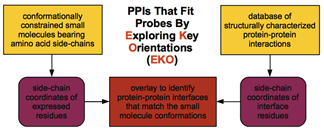 conformationally
constrained small
molecules bearing
amino acid side-chains
PPIs That Fit
Probes By
Exploring Key
Orientations
(EKO)
database of
structurally characterized
protein-protein
interactions
side-chain
coordinates of
expressed
residues
overlay to identify
protein-protein interfaces
that match the small
molecule conformations
side-chain
coordinates of
interface
residues